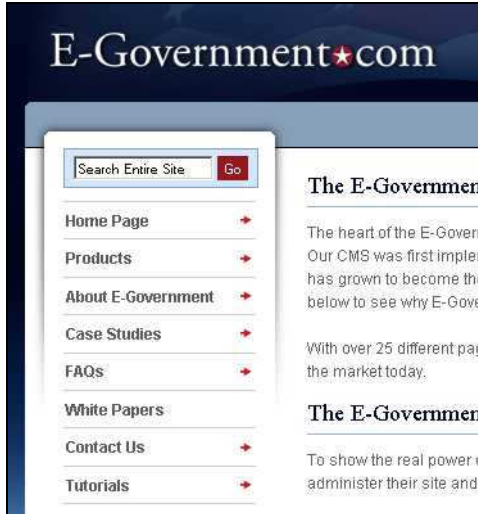 E-Government★com
Search Entire Site Go
Home Page
Products
About E-Government
Case Studies
FAQs
White Papers
Contact Us
Tutorials
The E-Governmen
The heart of the E-Govern
Our CMS was first imple
has grown to become the
below to see why E-Gove
With over 25 different pag
the market today.
The E-Governmen
To show the real power
administer their site and